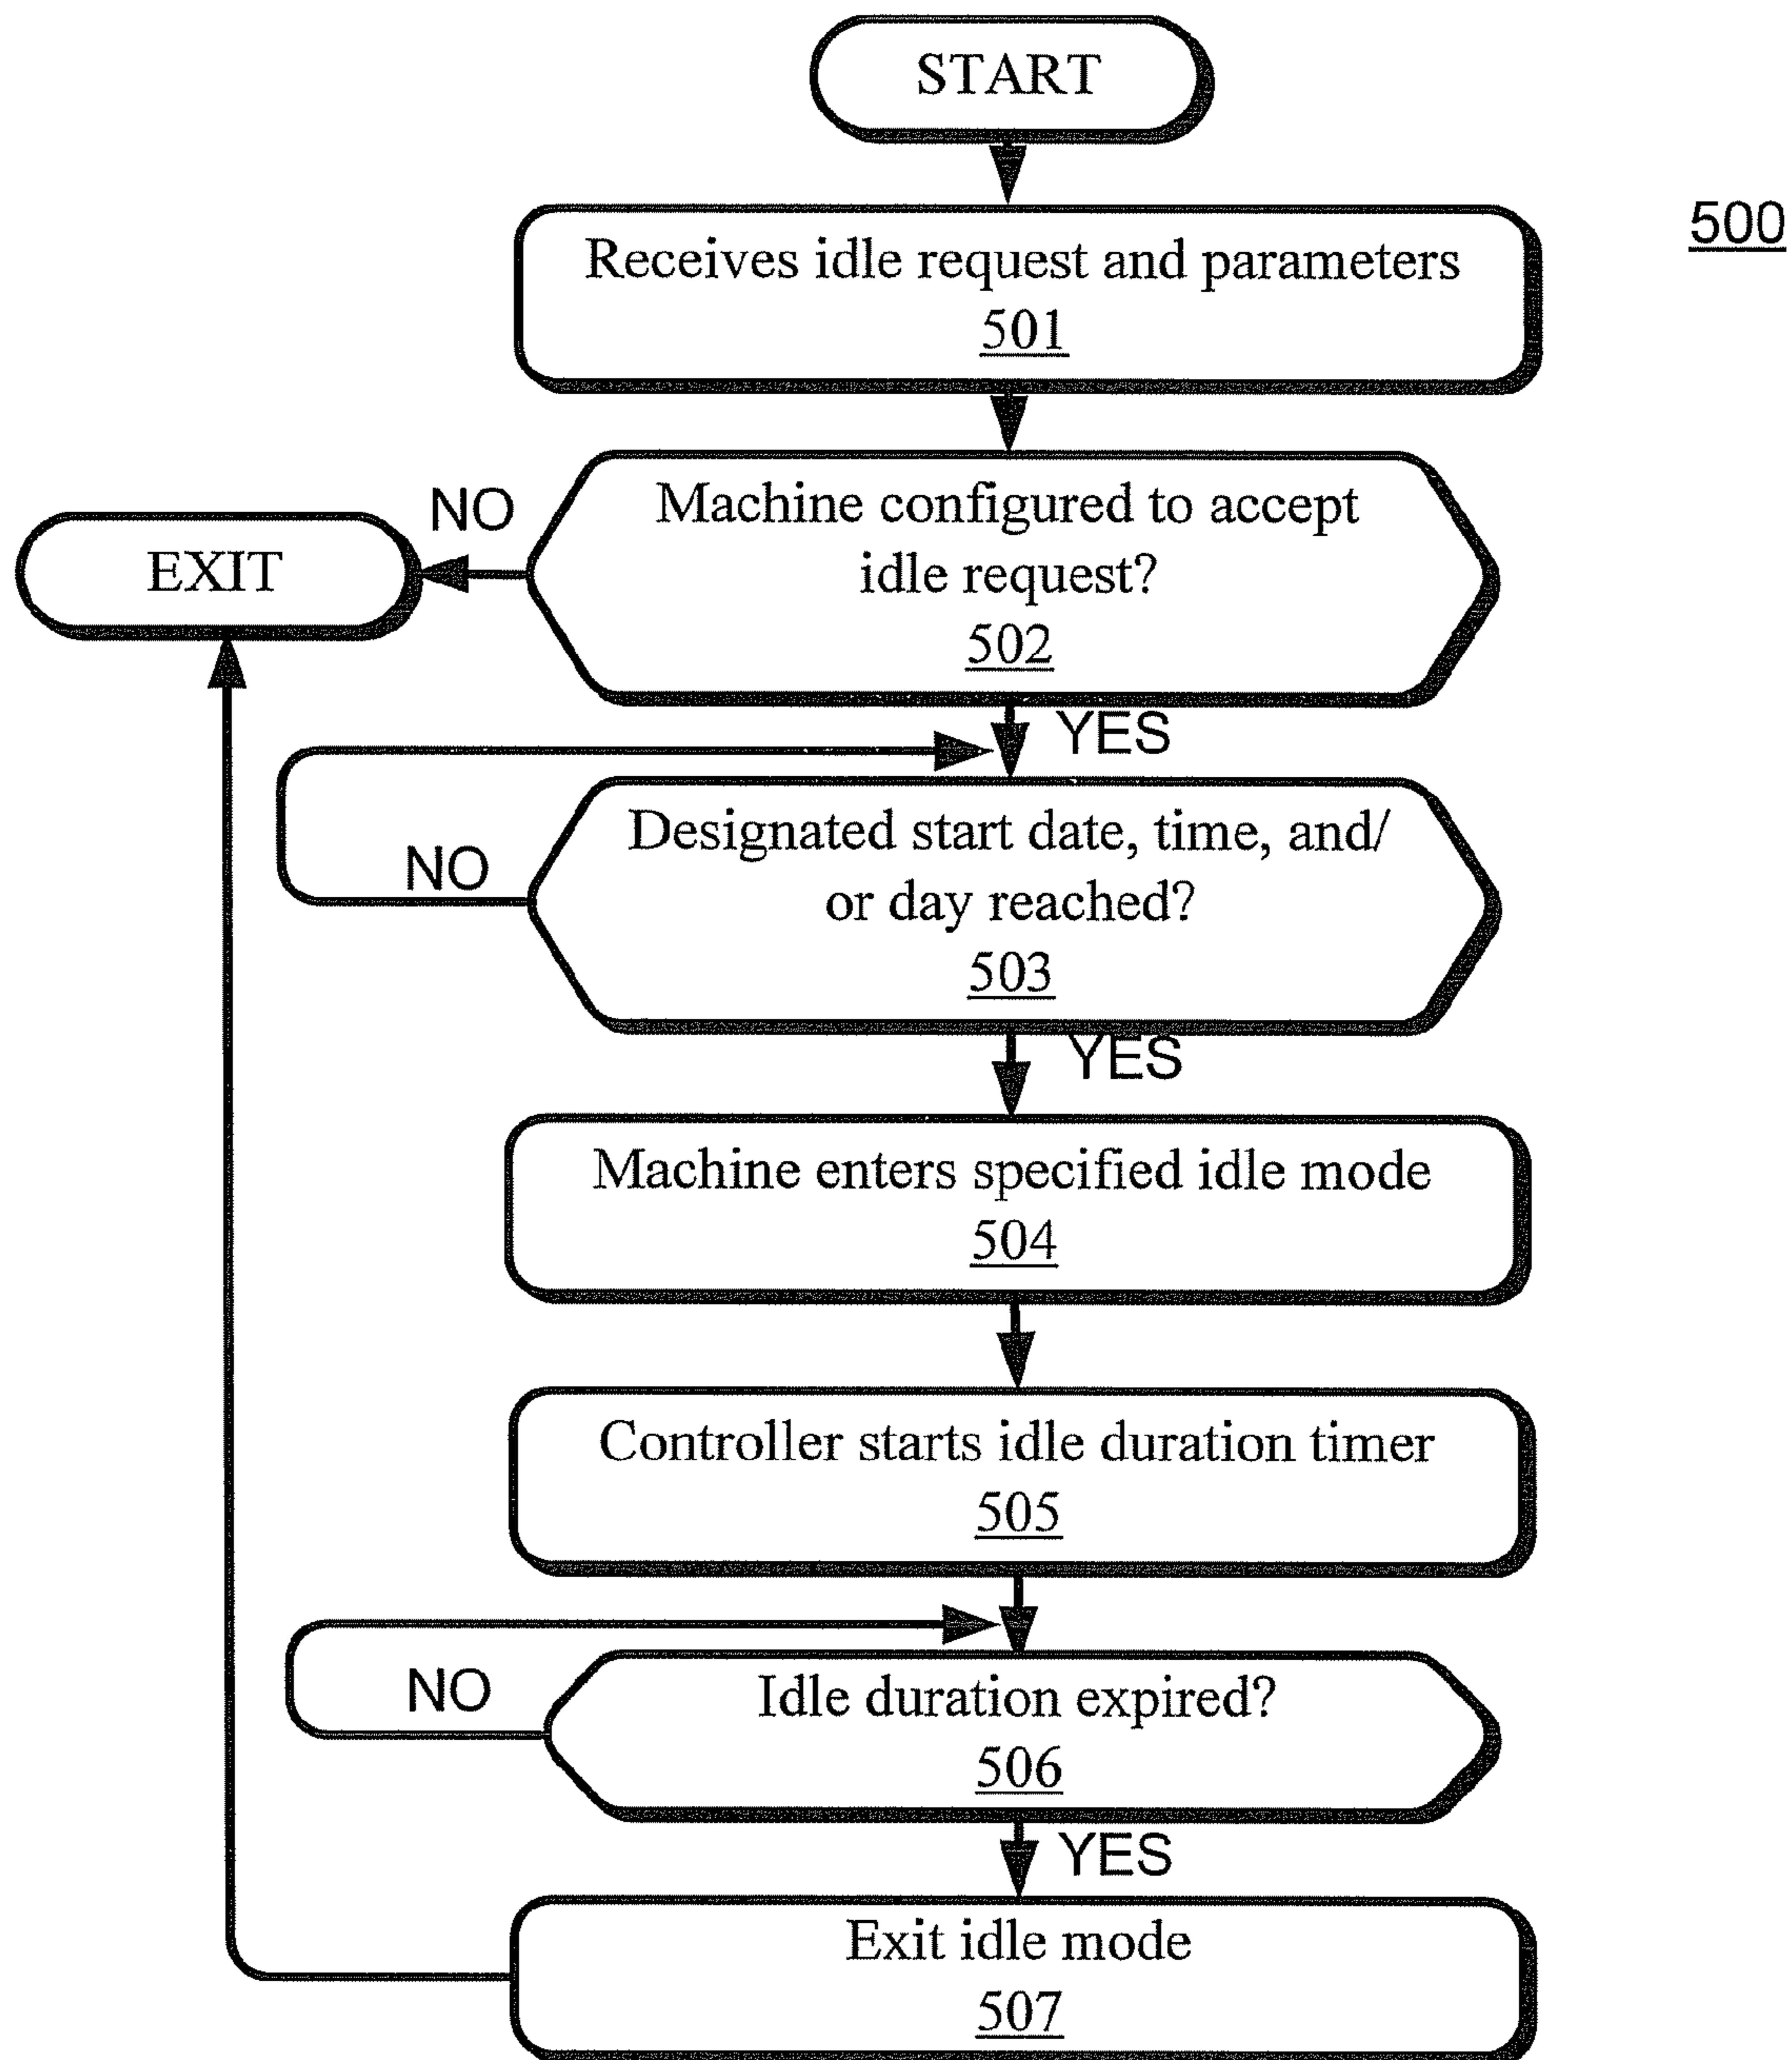 START
500
Receives idle request and parameters
501
Machine configured to accept
idle request?
502
NO
EXIT
YES
Designated start date, time, and/
or day reached?
503
NO
YES
Machine enters specified idle mode
504
Controller starts idle duration timer
505
Idle duration expired?
506
NO
YES
Exit idle mode
507